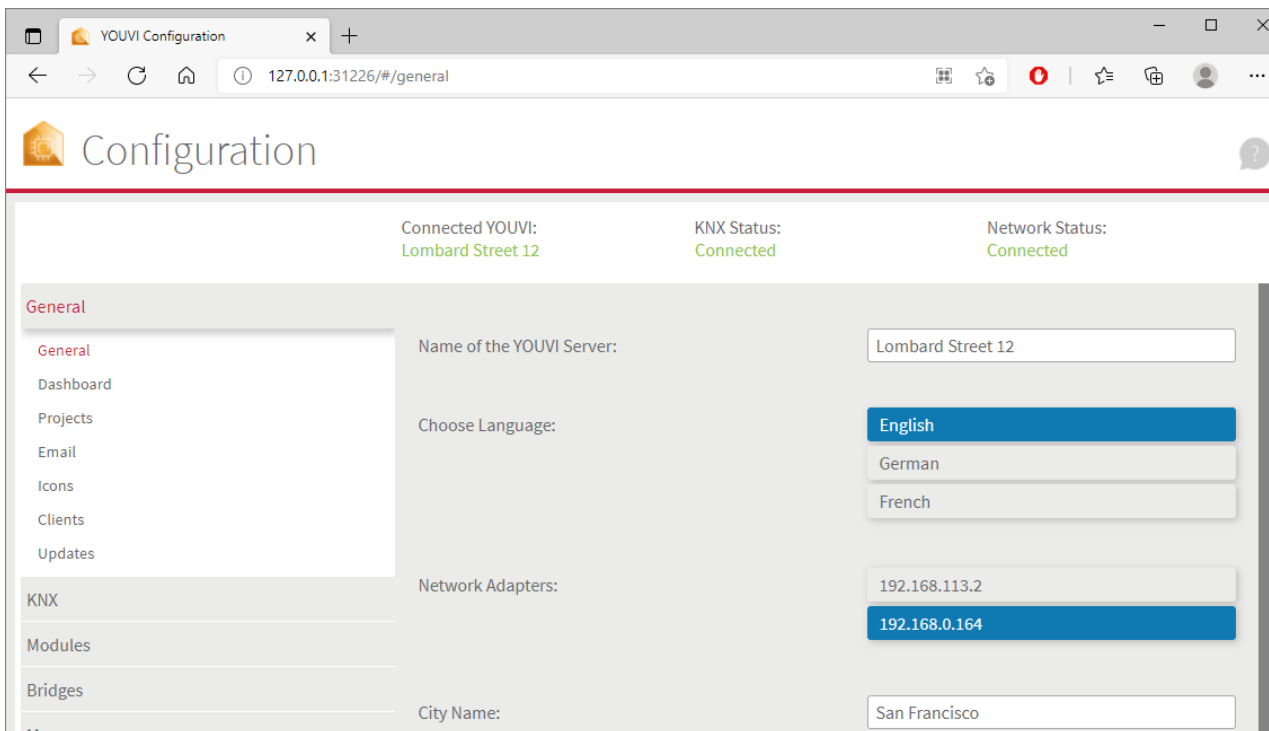 YOUVI Configuration
127.0.0.1:31226/#/general
Configuration
?
Connected YOUVI: KNX Status: Network Status:
Lombard Street 12 Connected Connected
General
General
Dashboard
Projects
Email
Icons
Clients
Updates
KNX
Modules
Bridges
Name of the YOUVI Server: Lombard Street 12
Choose Language: English
German
French
Network Adapters: 192.168.113.2
192.168.0.164
City Name: San Francisco